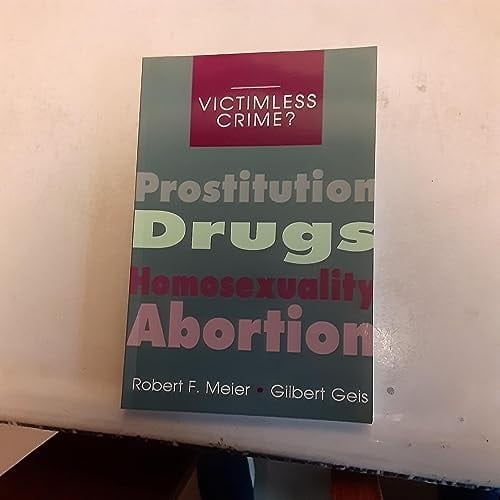 VICTIMLESS
CRIME?
Prostitution
Drugs
Homosexuality
Abortion
Robert F. Meier • Gilbert Geis